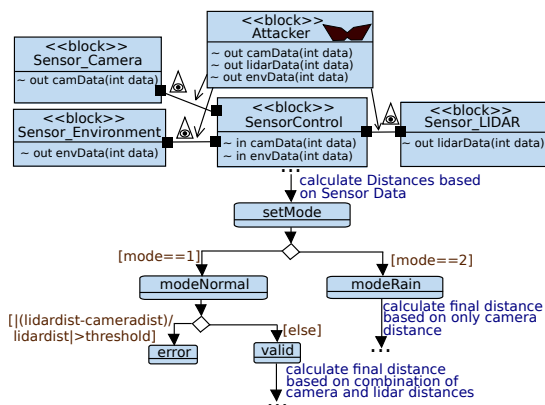 <<block>>
Attacker
~ out camData(int data)
~ out lidarData(int data)
~ out envData(int data)
<<block>>
Sensor_Camera
~ out camData(int data)
<<block>>
Sensor_Environment
~ out envData(int data)
<<block>>
SensorControl
~ in camData(int data)
~ in envData(int data)
<<block>>
Sensor_LIDAR
~ out lidarData(int data)
...
calculate Distances based
on Sensor Data
setMode
[mode==1]
[mode==2]
modeNormal
modeRain
[|(lidardist-cameradist)/
lidardist|>threshold]
[else]
calculate final distance
based on only camera
distance
error
valid
...
calculate final distance
based on combination of
camera and lidar distances
...